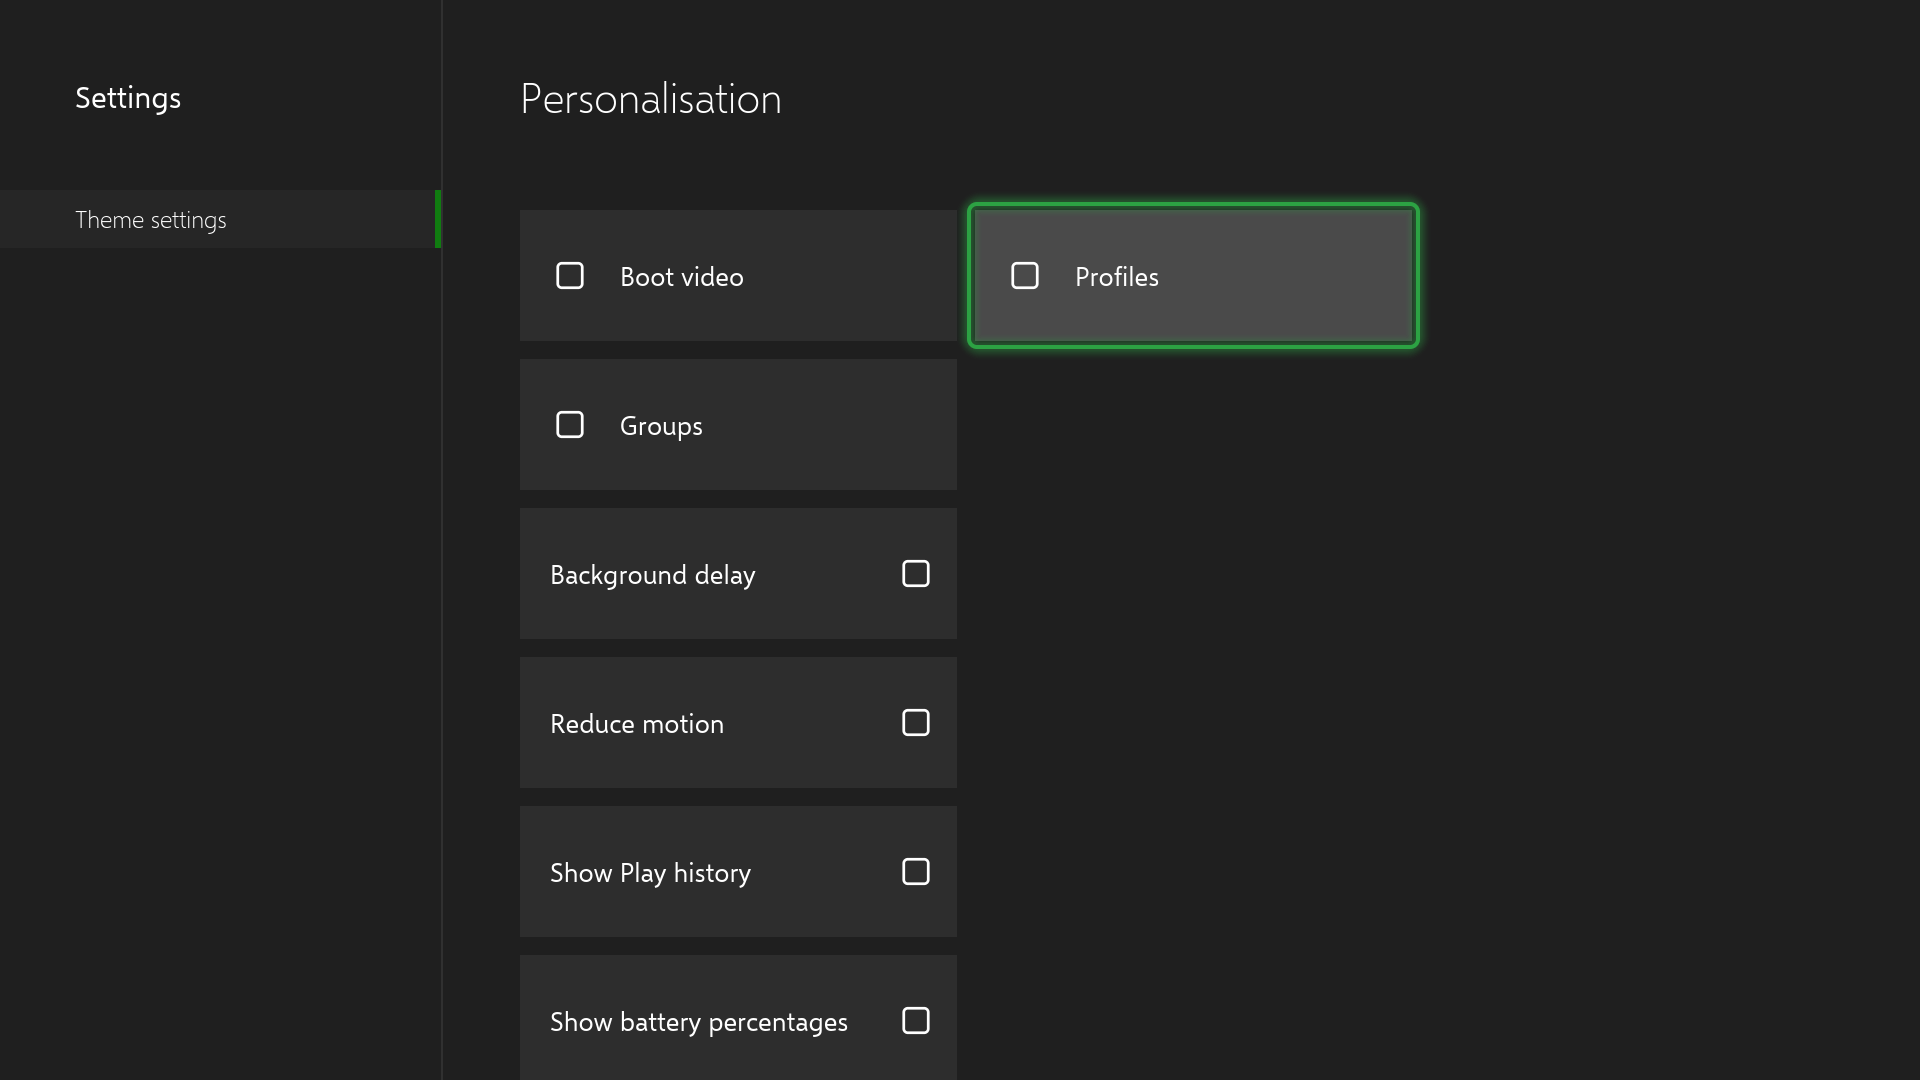 Settings
Theme settings
Personalisation
Boot video
Profiles
Groups
Background delay
Reduce motion
Show Play history
Show battery percentages